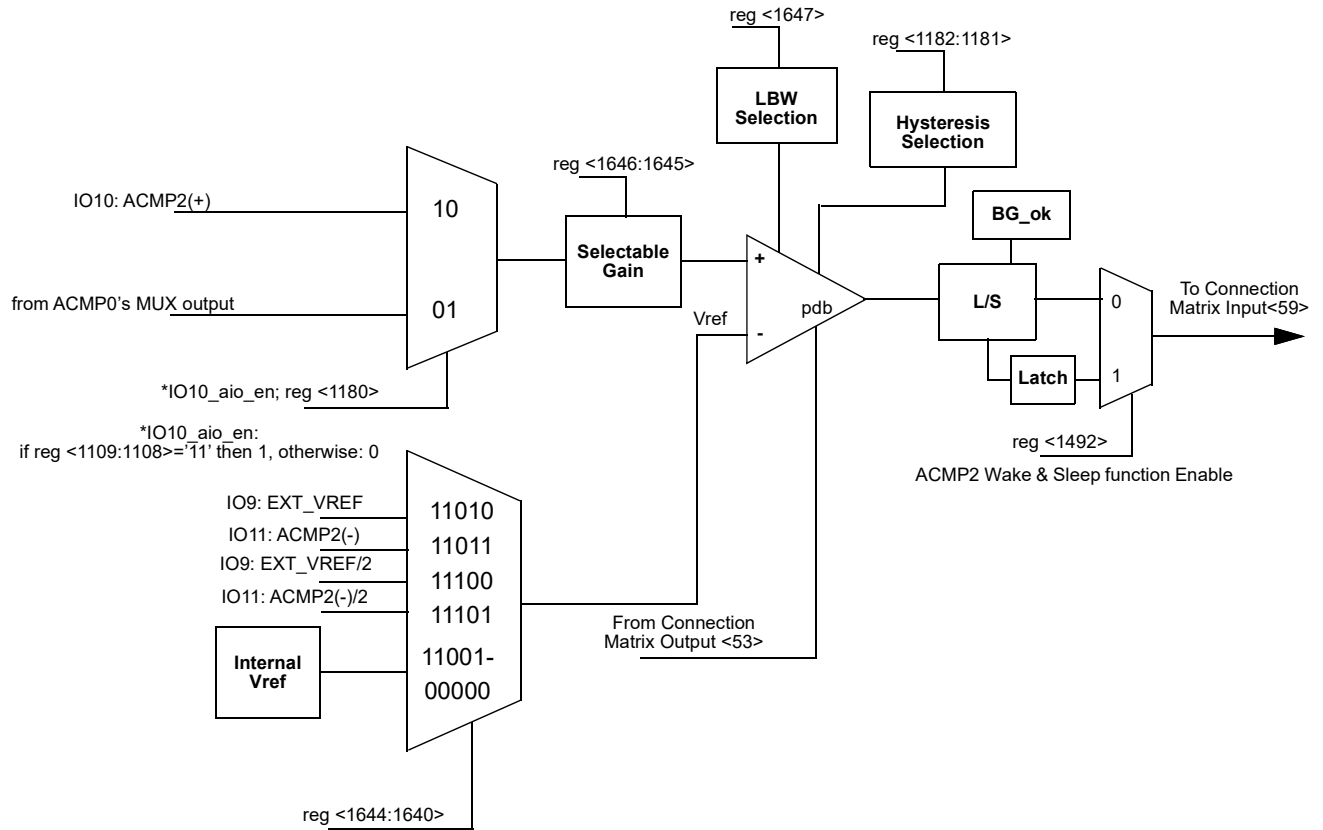 reg <1647>
reg <1182:1181>
LBW
Selection
Hysteresis
Selection
reg <1646:1645>
IO10: ACMP2(+)
10
BG_ok
Selectable
Gain
+
from ACMP0's MUX output
01
L/S
0
To Connection
Matrix Input<59>
pdb
Vref
-
Latch
1
*IO10_aio_en; reg <1180>
*IO10_aio_en:
if reg <1109:1108>='11' then 1, otherwise: 0
reg <1492>
ACMP2 Wake & Sleep function Enable
IO9: EXT_VREF
11010
IO11: ACMP2(-)
11011
IO9: EXT_VREF/2
11100
IO11: ACMP2(-)/2
11101
From Connection
Matrix Output <53>
Internal
Vref
11001-
00000
reg <1644:1640>